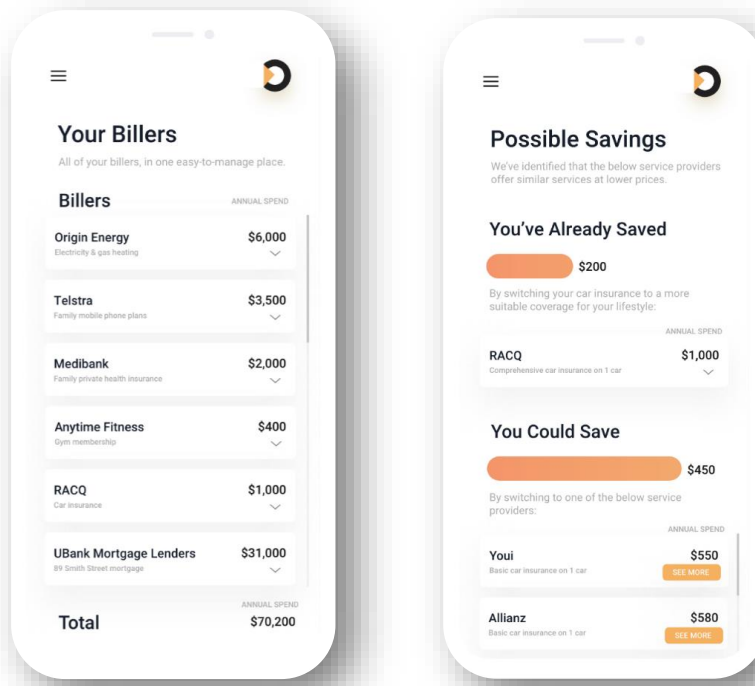 Your Billers
All of your billers, in one easy-to-manage place.
Billers ANNUAL SPEND
Origin Energy $6,000
Electricity & gas heating
Telstra $3,500
Family mobile phone plans
Medibank $2,000
Family private health insurance
Anytime Fitness $400
Gym membership
RACQ $1,000
Car insurance
UBank Mortgage Lenders $31,000
89 Smith Street mortgage
ANNUAL SPEND
Total $70,200
Possible Savings
We've identified that the below service providers
offer similar services at lower prices.
You've Already Saved
$200
By switching your car insurance to a more
suitable coverage for your lifestyle:
ANNUAL SPEND
RACQ $1,000
Comprehensive car insurance on 1 car
You Could Save
$450
By switching to one of the below service
providers:
ANNUAL SPEND
Youi $550
Basic car insurance on 1 car SEE MORE
Allianz $580
Basic car insurance on 1 car SEE MORE